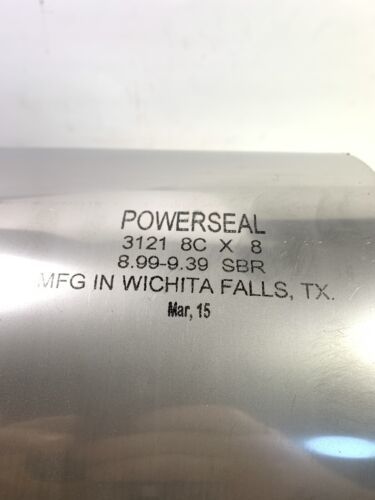 POWERSEAL
3121 8C X 8
8.99-9.39 SBR
MFG IN WICHITA FALLS, TX.
Mar, 15